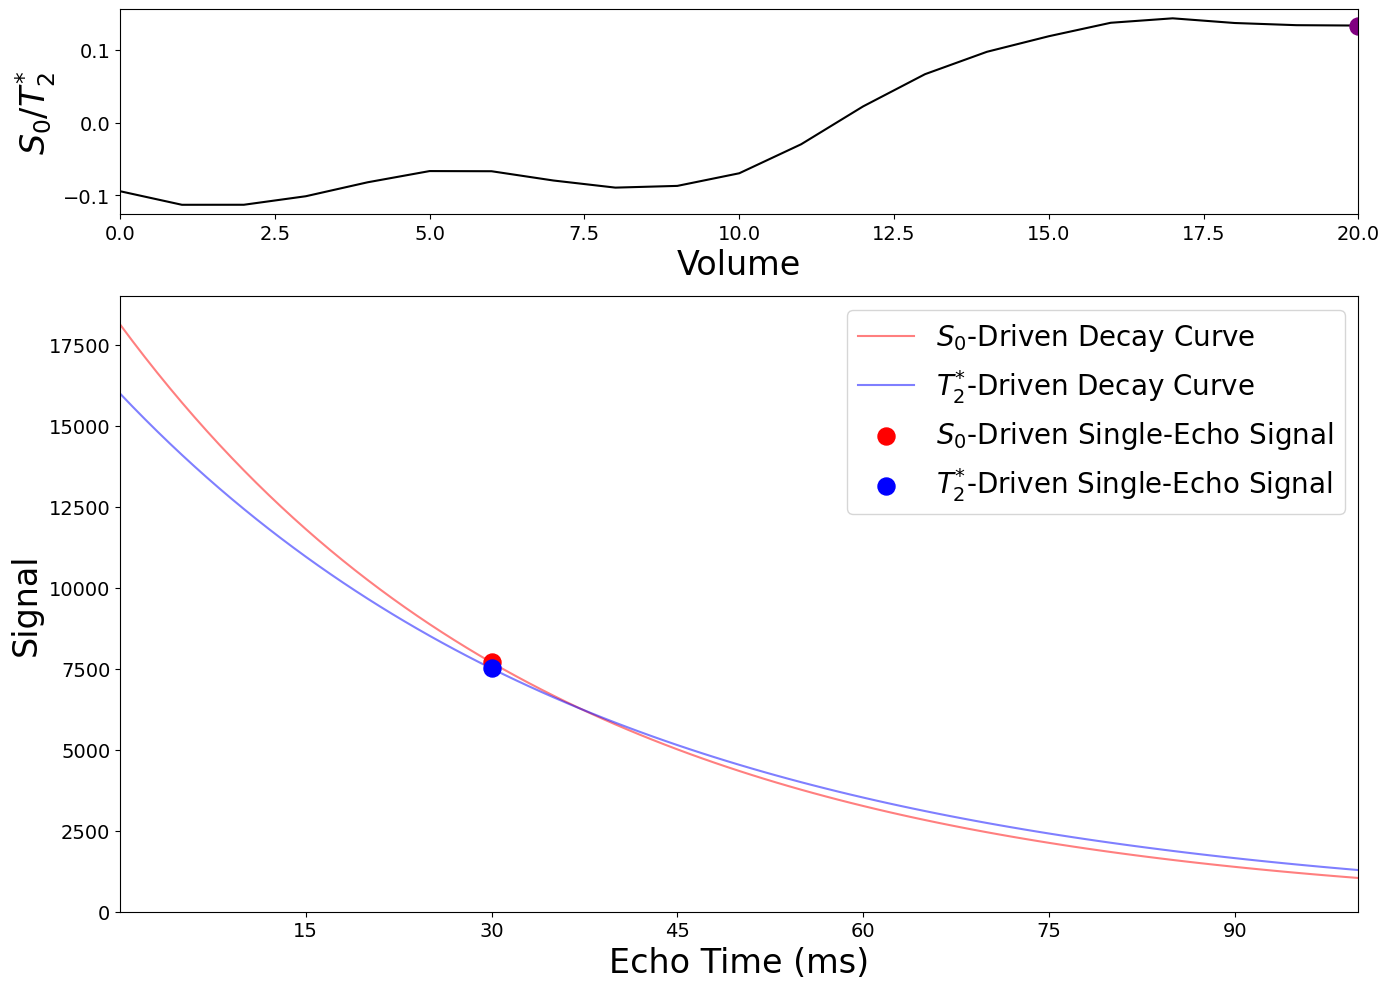 0.1
0.0
−0.1
S₀/T₂*
0.0 2.5 5.0 7.5 10.0 12.5 15.0 17.5 20.0
Volume
17500
15000
12500
10000
7500
5000
2500
0
Signal
S₀-Driven Decay Curve
T₂*-Driven Decay Curve
S₀-Driven Single-Echo Signal
T₂*-Driven Single-Echo Signal
15 30 45 60 75 90
Echo Time (ms)